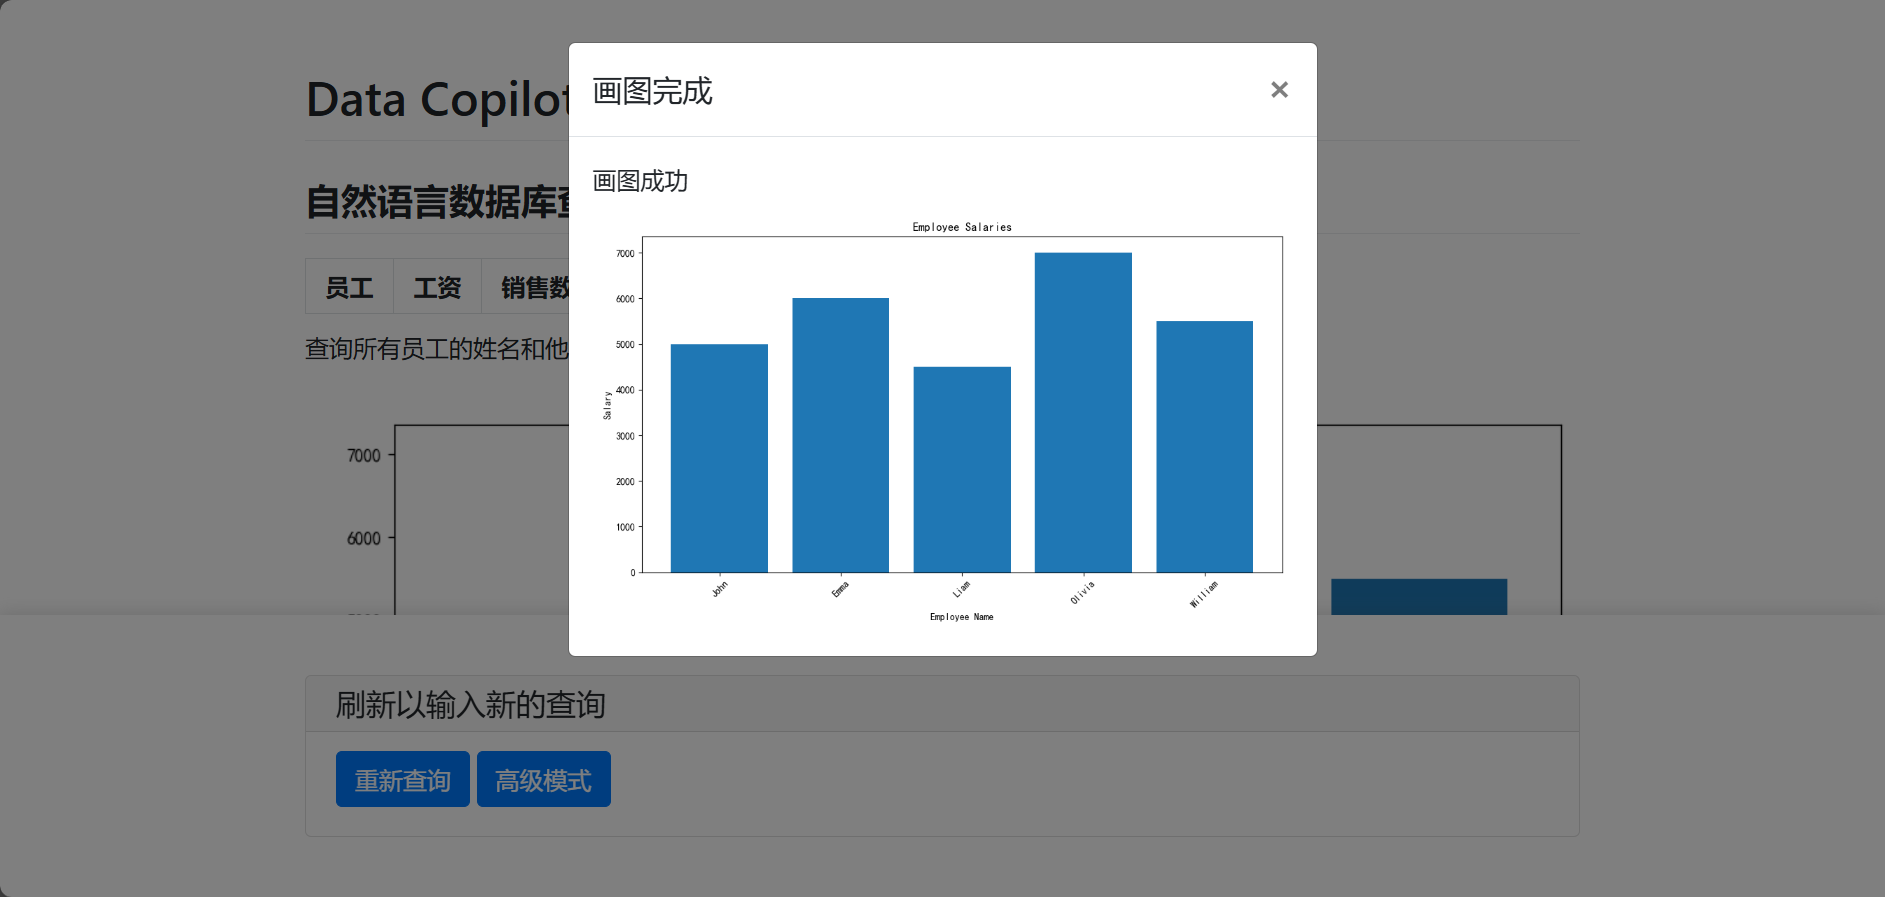 Data Copilot
自然语言数据库
员工 工资 销售数
查询所有员工的姓名和他
7000
6000
画图完成
×
画图成功
Employee Salaries
7000
6000
5000
4000
3000
2000
1000
0
Salary
John Emma Liam Olivia William
Employee Name
刷新以输入新的查询
重新查询 高级模式